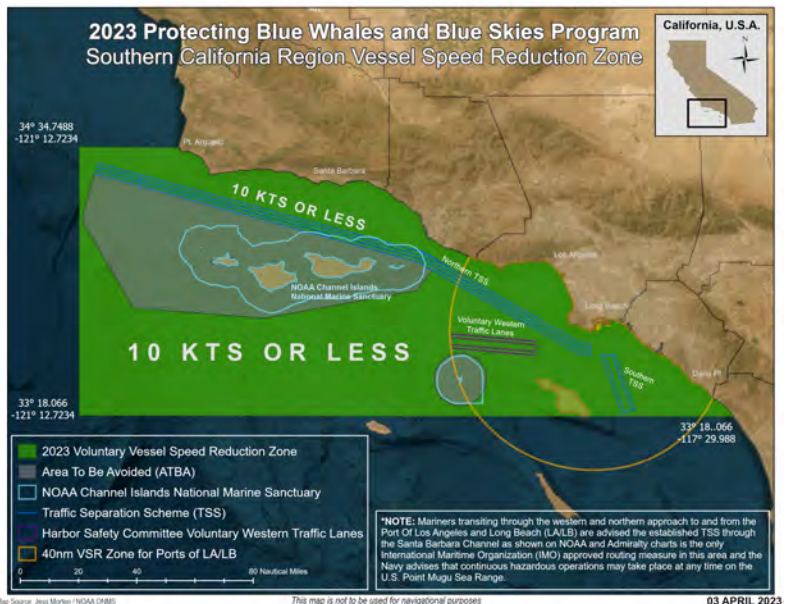 2023 Protecting Blue Whales and Blue Skies Program
Southern California Region Vessel Speed Reduction Zone
California, U.S.A.
N
34° 34.7488
-121° 12.7234
Pt. Arguello
Santa Barbara
10 KTS OR LESS
Northern TSS
Los Angeles
NOAA Channel Islands
National Marine Sanctuary
Long Beach
Voluntary Western
Traffic Lanes
10 KTS OR LESS
Southern
TSS
Dana Pt
33° 18.066
-121° 12.7234
33° 18..066
-117° 29.988
2023 Voluntary Vessel Speed Reduction Zone
Area To Be Avoided (ATBA)
NOAA Channel Islands National Marine Sanctuary
Traffic Separation Scheme (TSS)
Harbor Safety Committee Voluntary Western Traffic Lanes
40nm VSR Zone for Ports of LA/LB
0 20 40 80 Nautical Miles
*NOTE: Mariners transiting through the western and northern approach to and from the
Port Of Los Angeles and Long Beach (LA/LB) are advised the established TSS through
the Santa Barbara Channel as shown on NOAA and Admiralty charts is the only
International Maritime Organization (IMO) approved routing measure in this area and the
Navy advises that continuous hazardous operations may take place at any time on the
U.S. Point Mugu Sea Range.
Map Source: Jess Morten / NOAA ONMS
This map is not to be used for navigational purposes
03 APRIL 2023